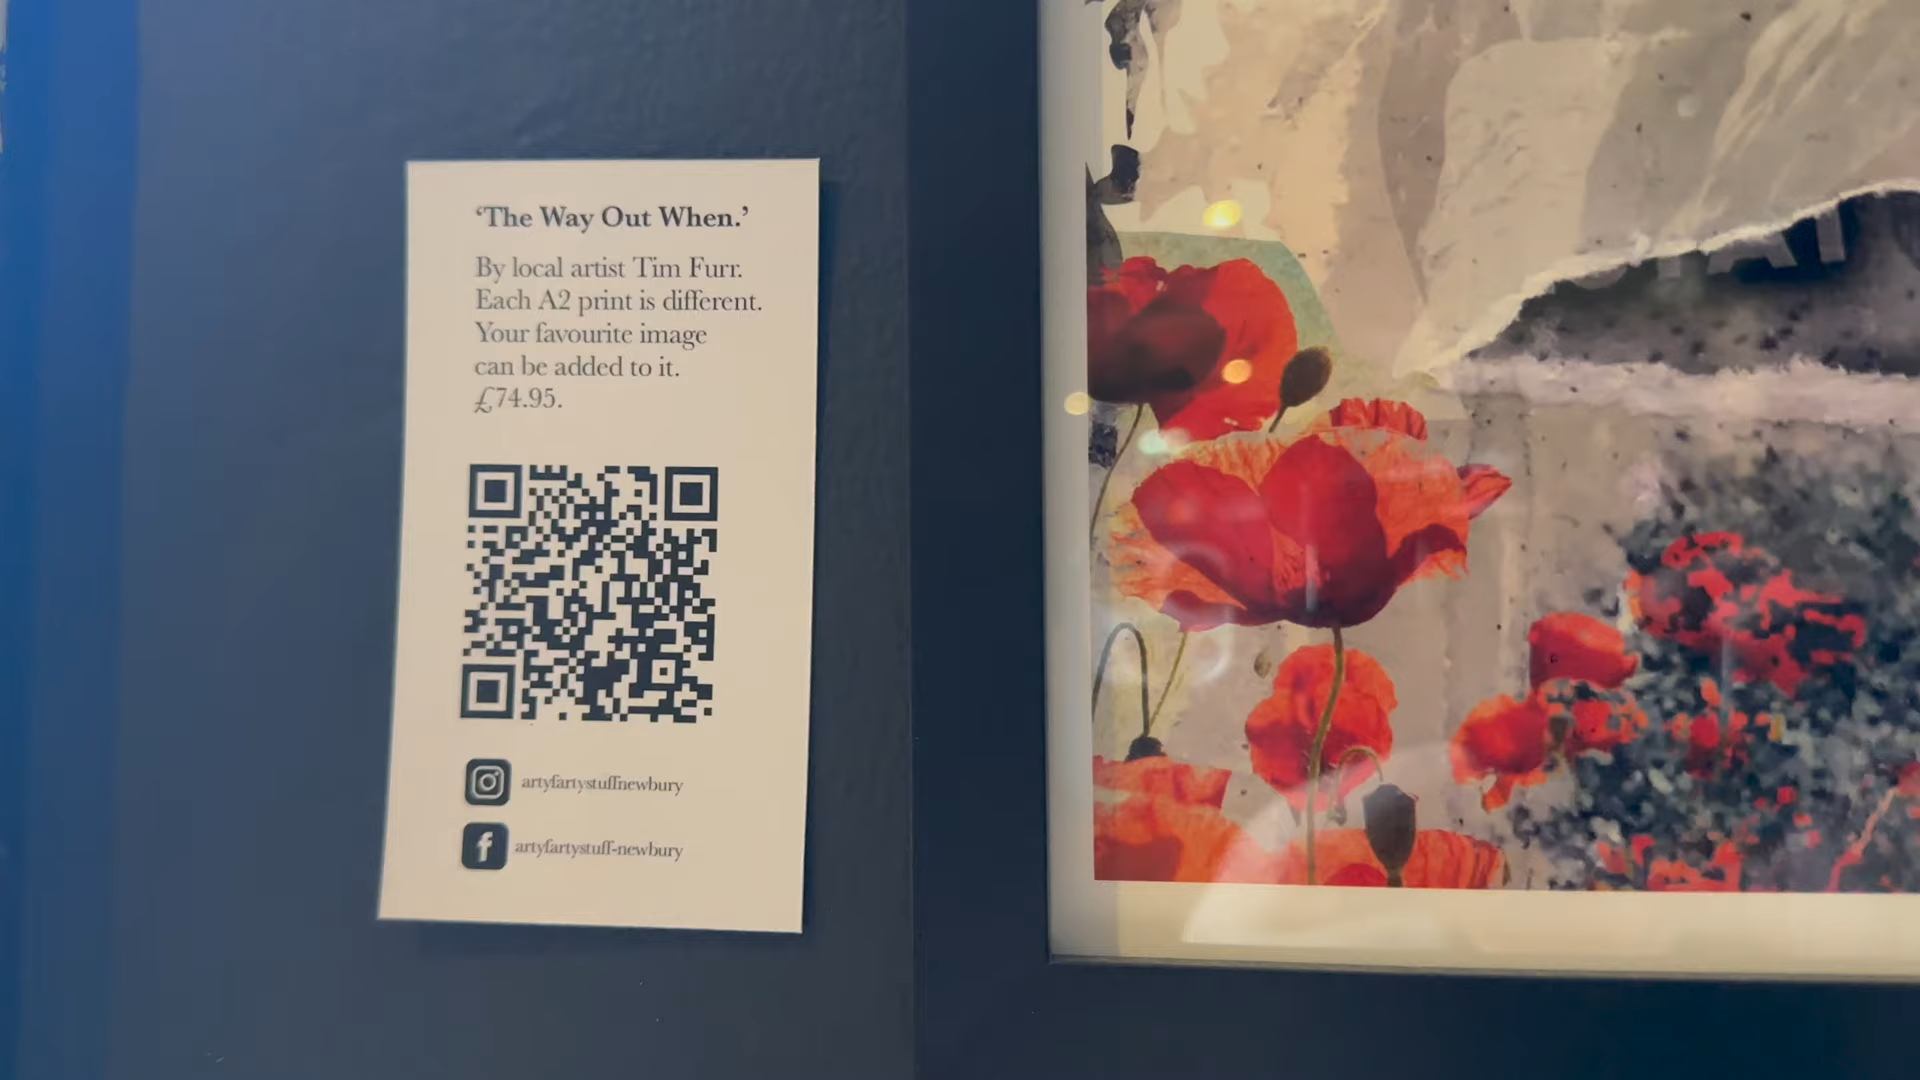 ‘The Way Out When.’
By local artist Tim Furr.
Each A2 print is different.
Your favourite image
can be added to it.
£74.95.
artyfartystuffnewbury
artyfartystuff-newbury